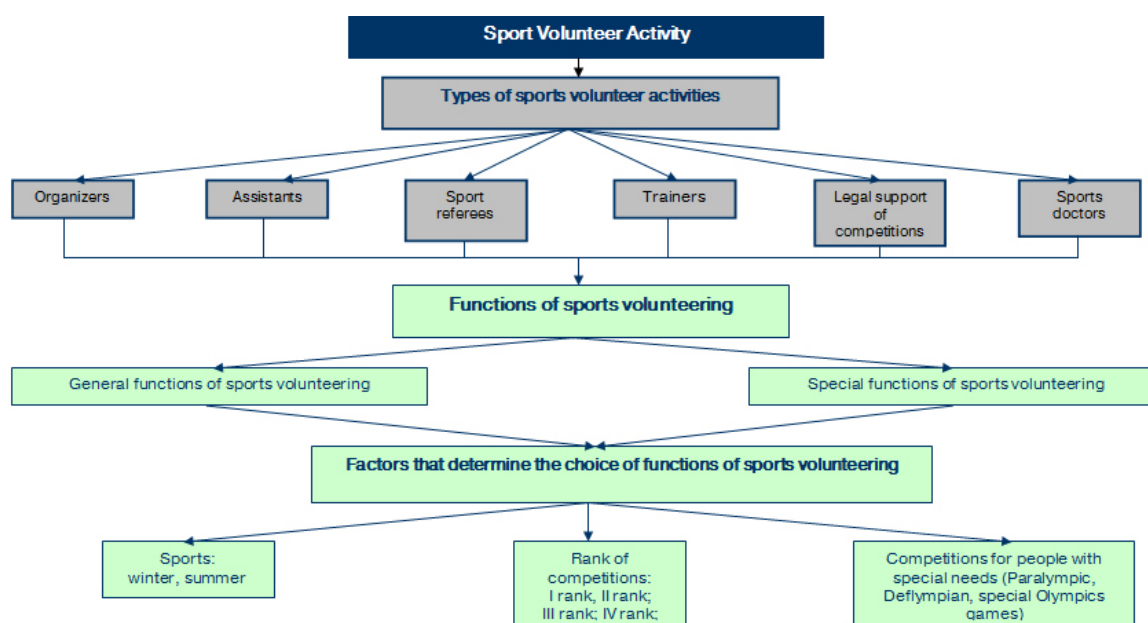 Sport Volunteer Activity
Types of sports volunteer activities
Organizers
Assistants
Sport
referees
Trainers
Legal support
of
competitions
Sports
doctors
Functions of sports volunteering
General functions of sports volunteering
Special functions of sports volunteering
Factors that determine the choice of functions of sports volunteering
Sports:
winter, summer
Rank of
competitions:
I rank, II rank;
III rank; IV rank;
Competitions for people with
special needs (Paralympic,
Deflympian, special Olympics
games)